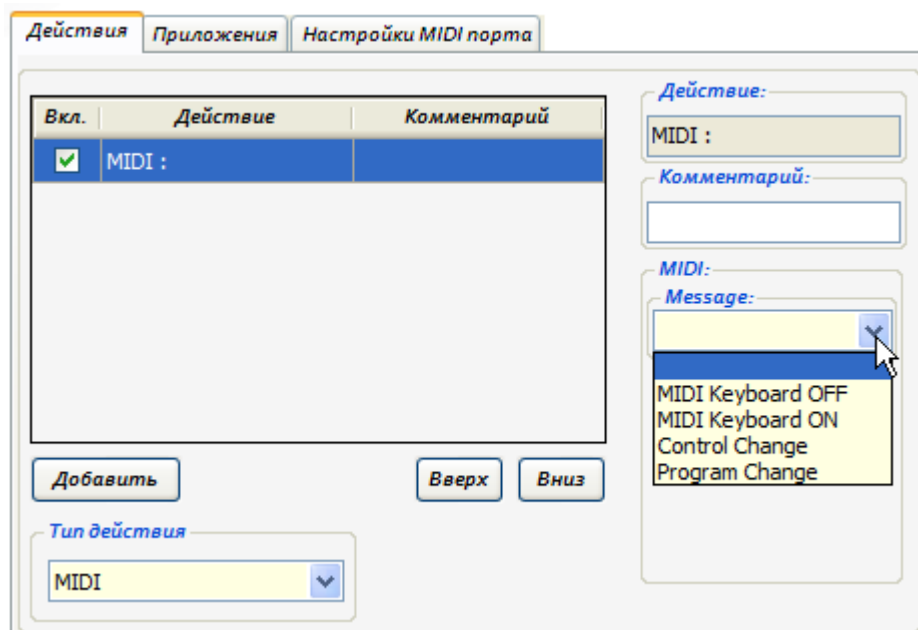 Действия Приложения Настройки MIDI порта
Вкл. Действие Комментарий
MIDI :
Действие:
MIDI :
Комментарий:
MIDI:
Message:
MIDI Keyboard OFF
MIDI Keyboard ON
Control Change
Program Change
Добавить Вверх Вниз
Тип действия
MIDI